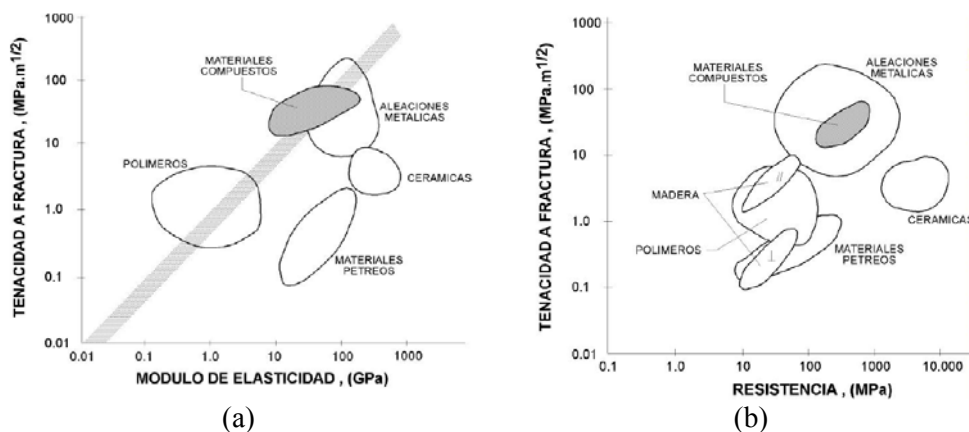 TENACIDAD A FRACTURA , (MPa.m1/2)
1000
100
10
1.0
0.1
0.01
MATERIALES
COMPUESTOS
ALEACIONES
METALICAS
POLIMEROS
CERAMICAS
MATERIALES
PETREOS
0.01
0.1
1.0
10
100
1000
MODULO DE ELASTICIDAD , (GPa)
(a)
TENACIDAD A FRACTURA , (MPa.m1/2)
1000
100
10
1.0
0.1
0.01
MATERIALES
COMPUESTOS
ALEACIONES
METALICAS
MADERA
//
⊥
CERAMICAS
POLIMEROS
MATERIALES
PETREOS
0.1
1.0
10
100
1000
10.000
RESISTENCIA , (MPa)
(b)